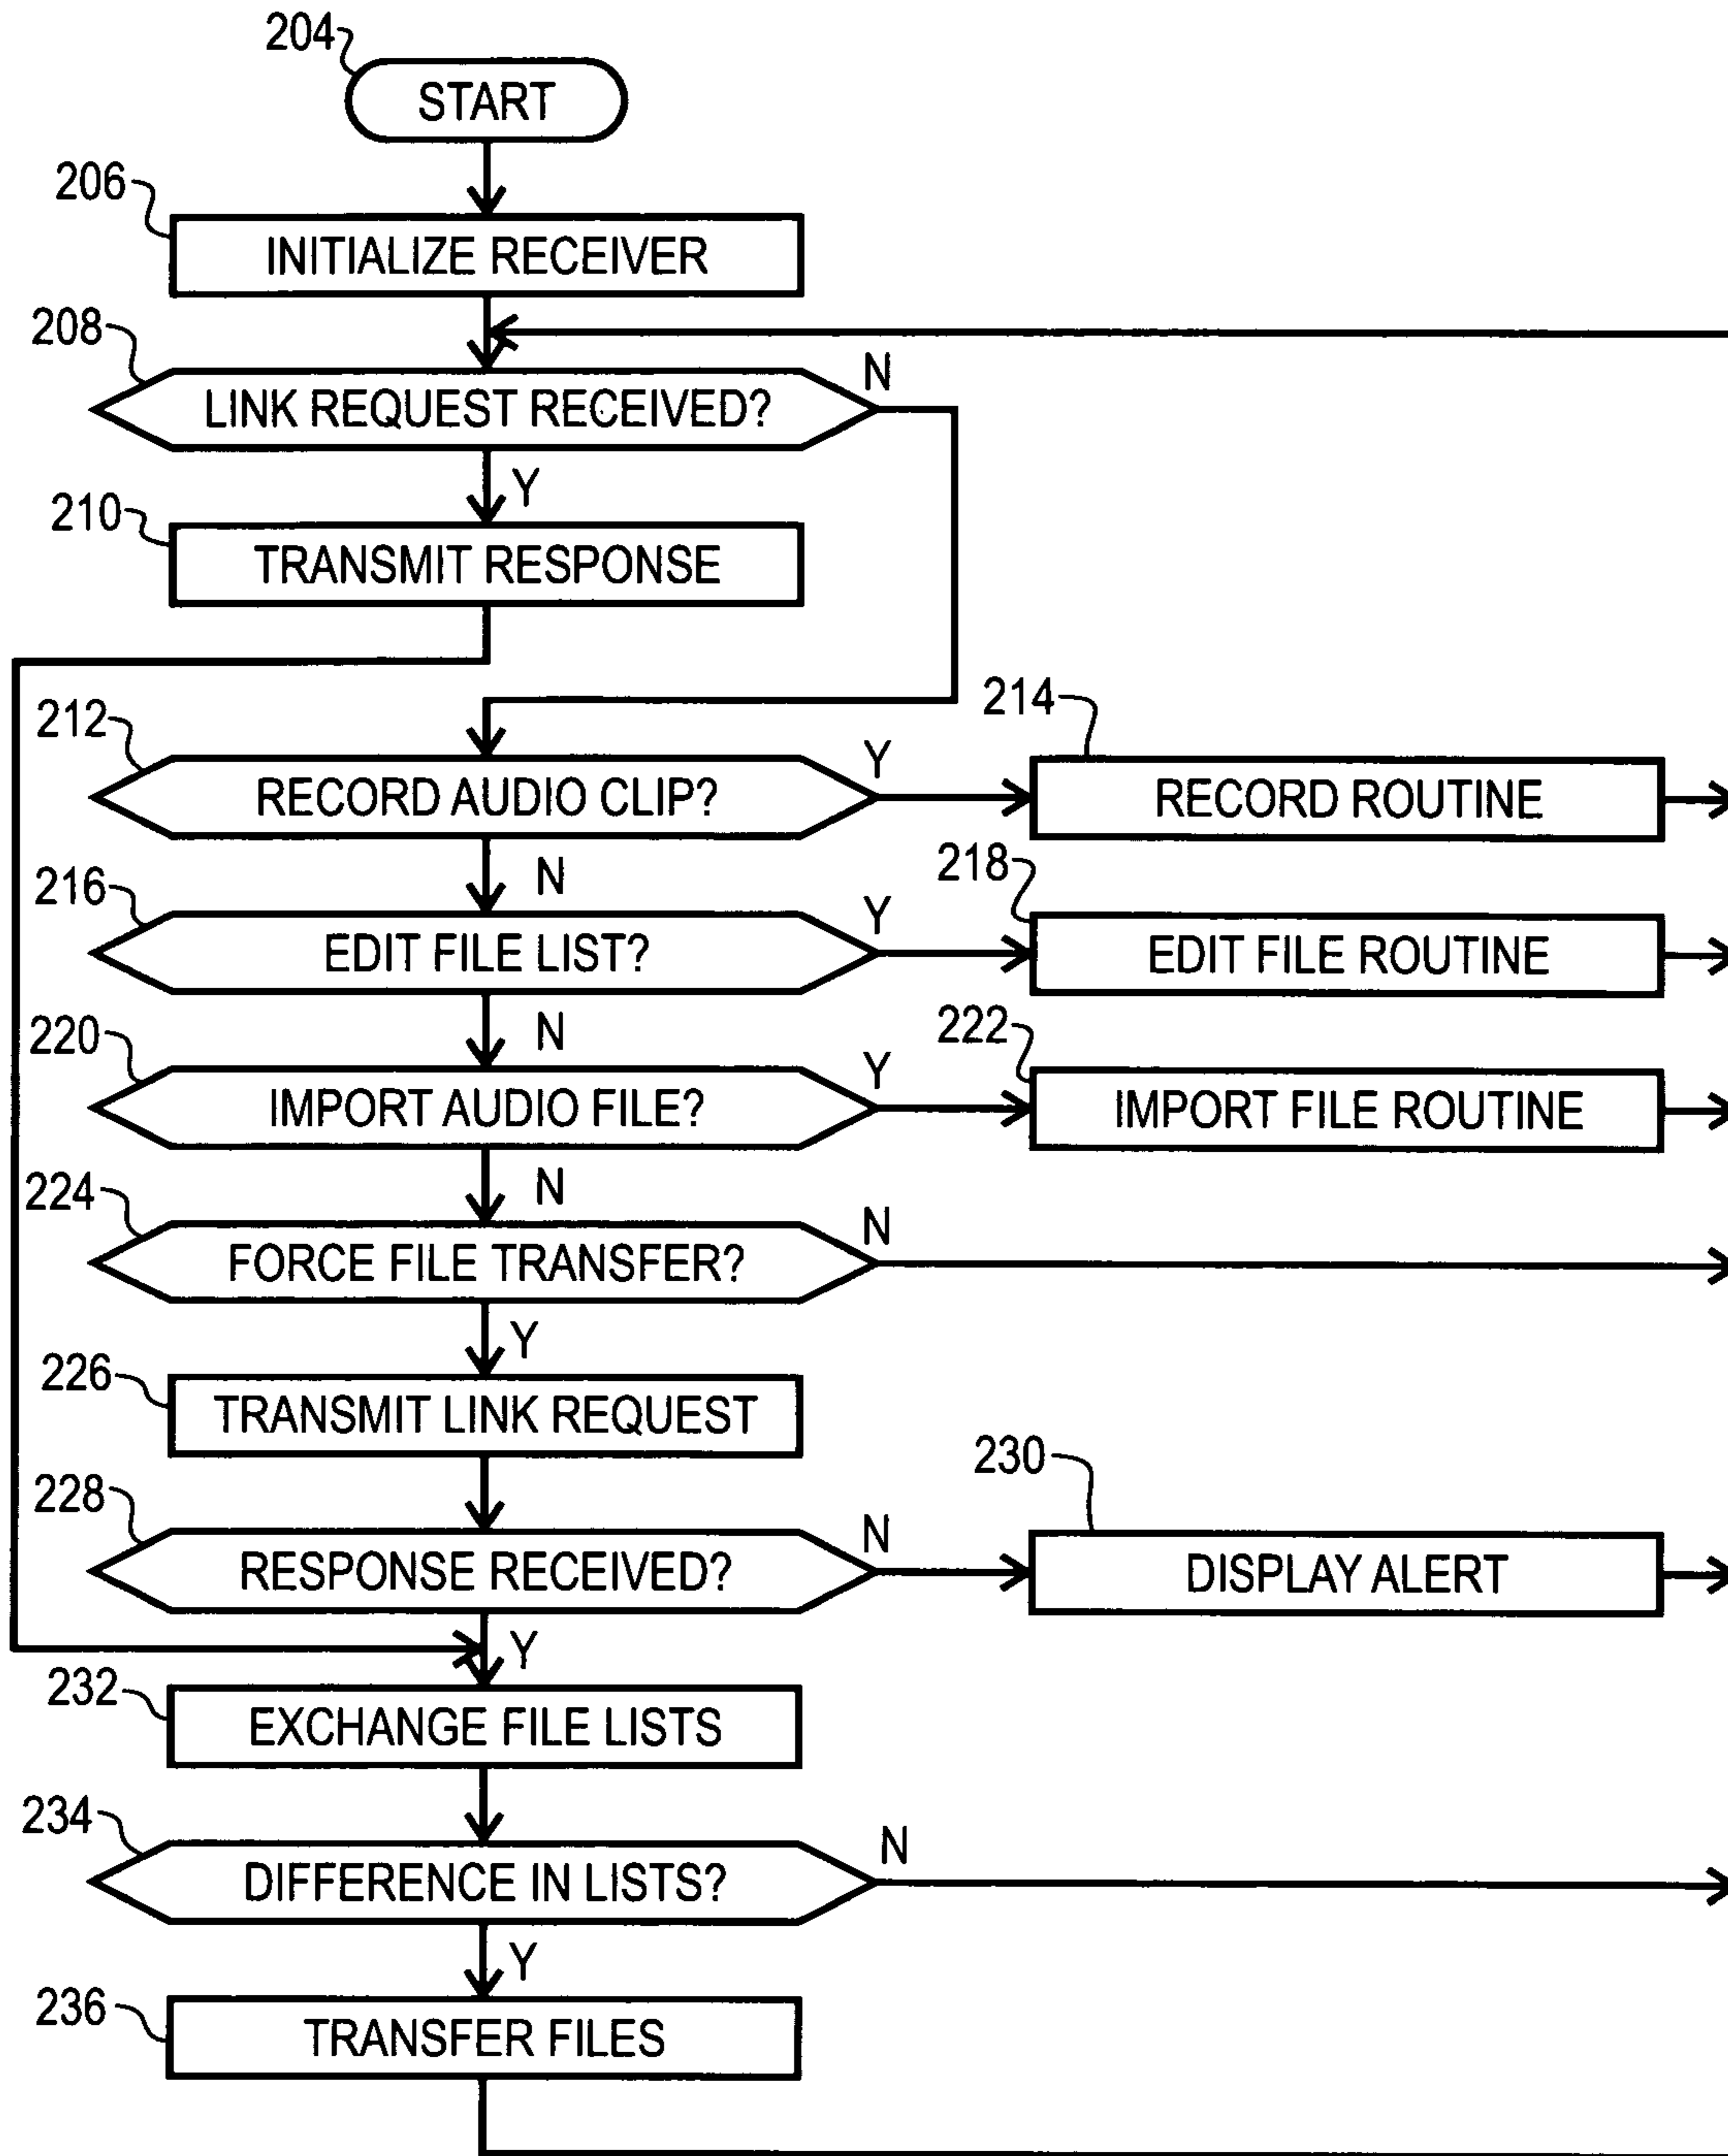 204
START
206
INITIALIZE RECEIVER
208
LINK REQUEST RECEIVED?
N
Y
210
TRANSMIT RESPONSE
212
RECORD AUDIO CLIP?
Y
214
RECORD ROUTINE
N
216
EDIT FILE LIST?
Y
218
EDIT FILE ROUTINE
N
220
IMPORT AUDIO FILE?
Y
222
IMPORT FILE ROUTINE
N
224
FORCE FILE TRANSFER?
N
Y
226
TRANSMIT LINK REQUEST
228
RESPONSE RECEIVED?
N
230
DISPLAY ALERT
Y
232
EXCHANGE FILE LISTS
234
DIFFERENCE IN LISTS?
N
Y
236
TRANSFER FILES